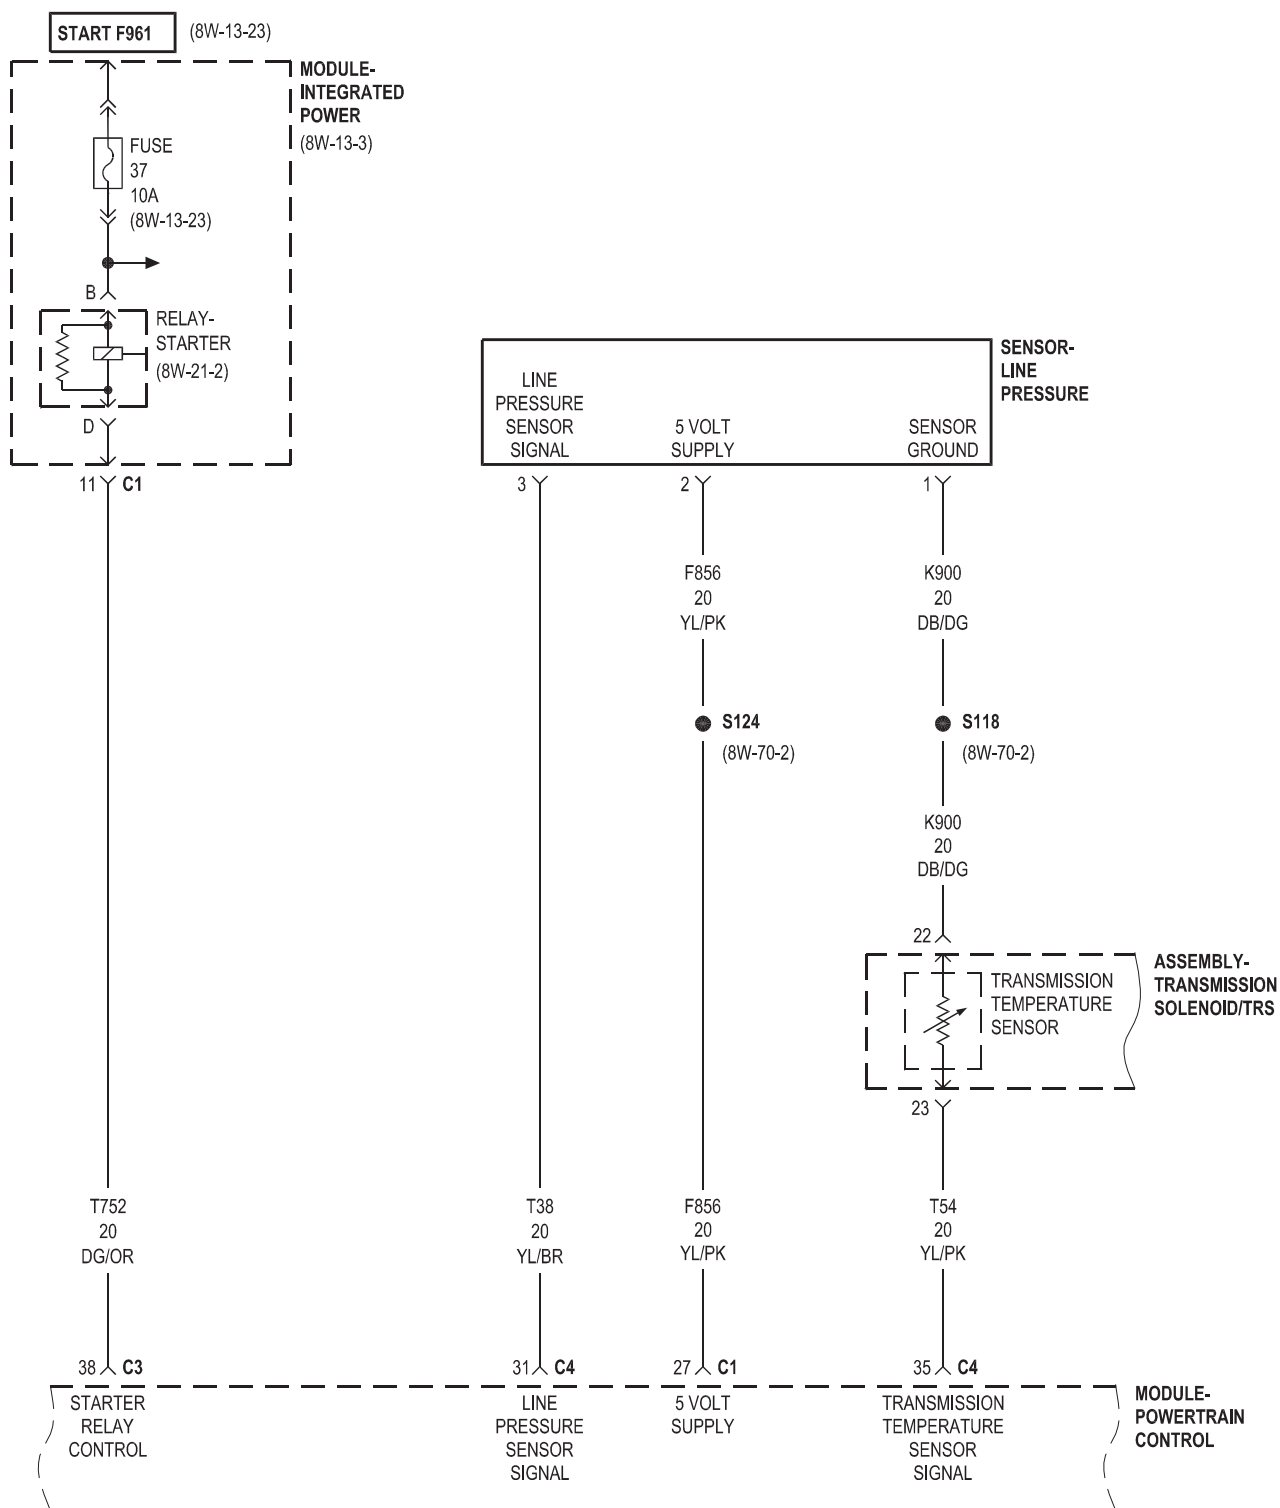 START F961
(8W-13-23)
MODULE-
INTEGRATED
POWER
(8W-13-3)
FUSE
37
10A
(8W-13-23)
B
RELAY-
STARTER
(8W-21-2)
D
11 C1
SENSOR-
LINE
PRESSURE
LINE
PRESSURE
SENSOR
SIGNAL
5 VOLT
SUPPLY
SENSOR
GROUND
3
2
1
F856
20
YL/PK
K900
20
DB/DG
S124
(8W-70-2)
S118
(8W-70-2)
K900
20
DB/DG
22
ASSEMBLY-
TRANSMISSION
SOLENOID/TRS
TRANSMISSION
TEMPERATURE
SENSOR
23
T752
20
DG/OR
T38
20
YL/BR
F856
20
YL/PK
T54
20
YL/PK
38 C3
31 C4
27 C1
35 C4
STARTER
RELAY
CONTROL
LINE
PRESSURE
SENSOR
SIGNAL
5 VOLT
SUPPLY
TRANSMISSION
TEMPERATURE
SENSOR
SIGNAL
MODULE-
POWERTRAIN
CONTROL